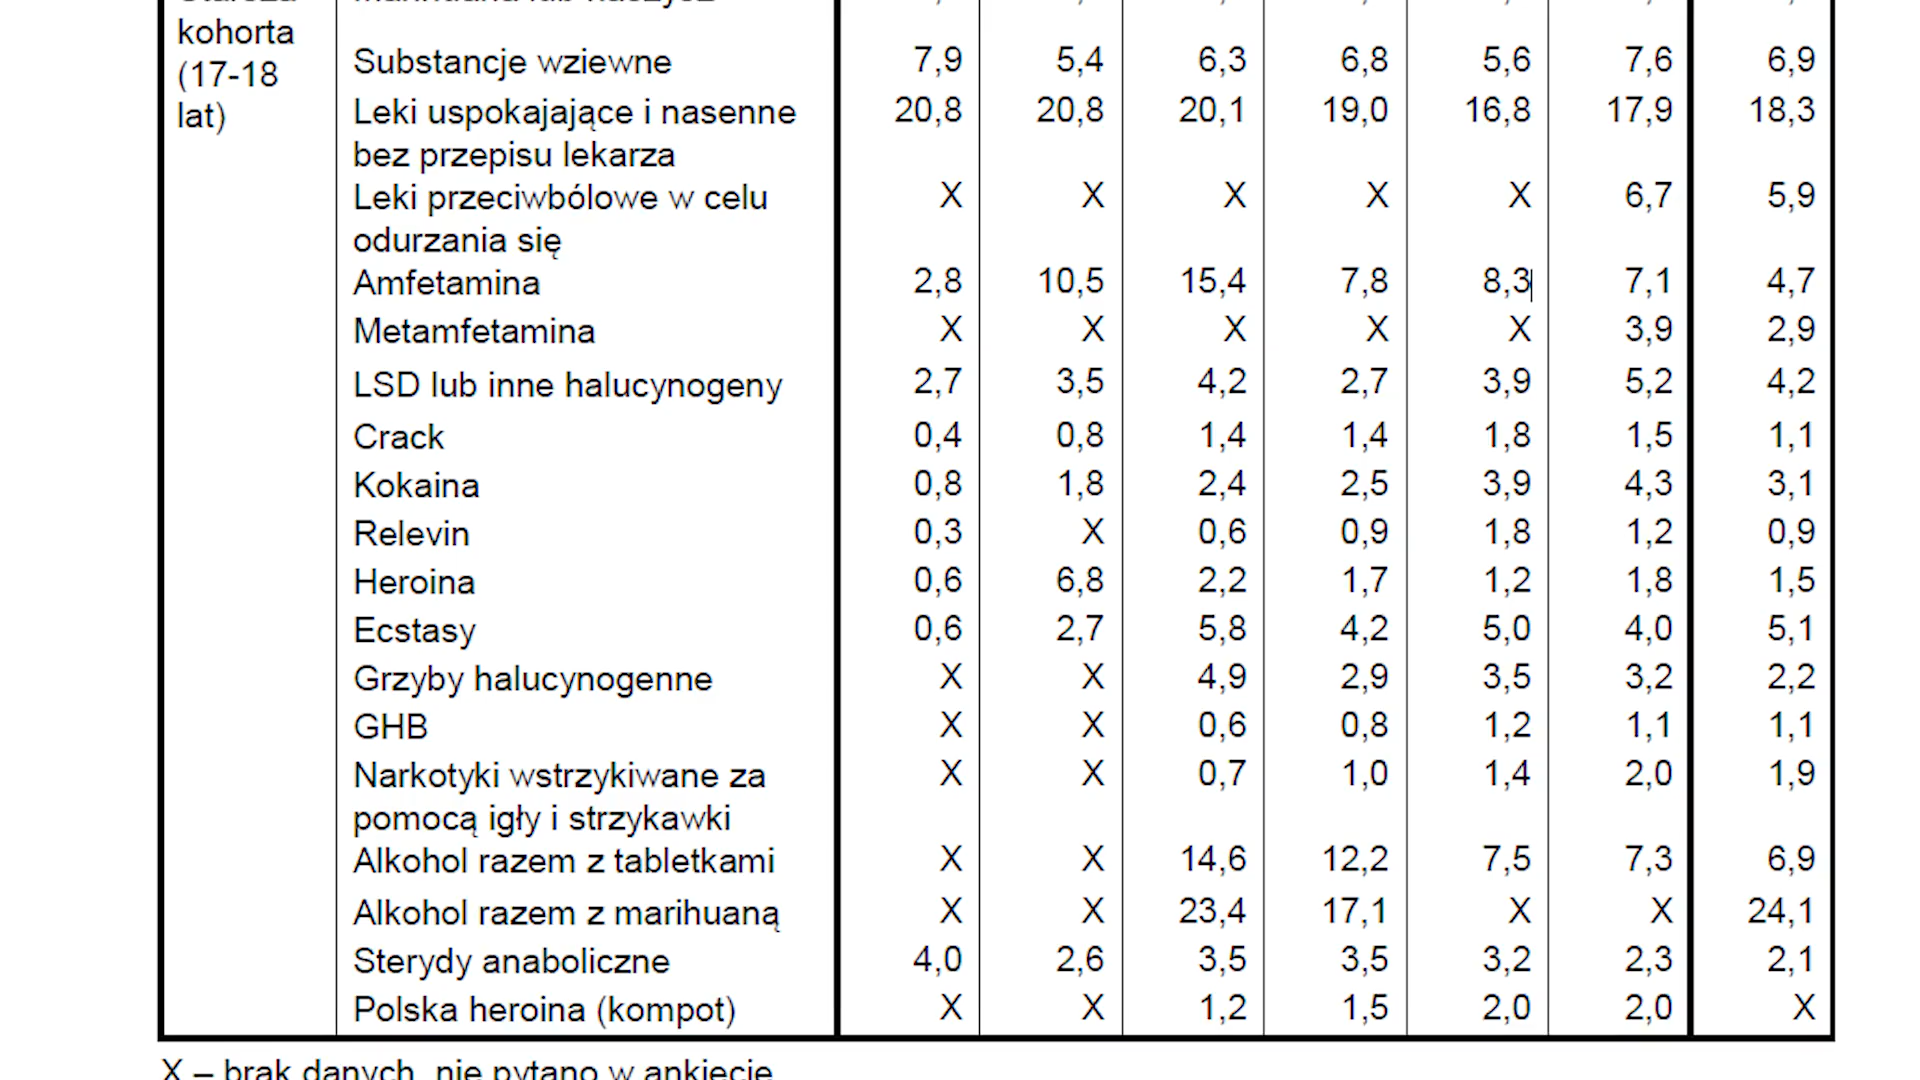 kohorta
(17-18
lat)
Substancje wziewne 7,9 5,4 6,3 6,8 5,6 7,6 6,9
Leki uspokajające i nasenne 20,8 20,8 20,1 19,0 16,8 17,9 18,3
bez przepisu lekarza
Leki przeciwbólowe w celu X X X X X 6,7 5,9
odurzania się
Amfetamina 2,8 10,5 15,4 7,8 8,3 7,1 4,7
Metamfetamina X X X X X 3,9 2,9
LSD lub inne halucynogeny 2,7 3,5 4,2 2,7 3,9 5,2 4,2
Crack 0,4 0,8 1,4 1,4 1,8 1,5 1,1
Kokaina 0,8 1,8 2,4 2,5 3,9 4,3 3,1
Relevin 0,3 X 0,6 0,9 1,8 1,2 0,9
Heroina 0,6 6,8 2,2 1,7 1,2 1,8 1,5
Ecstasy 0,6 2,7 5,8 4,2 5,0 4,0 5,1
Grzyby halucynogenne X X 4,9 2,9 3,5 3,2 2,2
GHB X X 0,6 0,8 1,2 1,1 1,1
Narkotyki wstrzykiwane za X X 0,7 1,0 1,4 2,0 1,9
pomocą igły i strzykawki
Alkohol razem z tabletkami X X 14,6 12,2 7,5 7,3 6,9
Alkohol razem z marihuaną X X 23,4 17,1 X X 24,1
Sterydy anaboliczne 4,0 2,6 3,5 3,5 3,2 2,3 2,1
Polska heroina (kompot) X X 1,2 1,5 2,0 2,0 X
X – brak danych, nie pytano w ankiecie